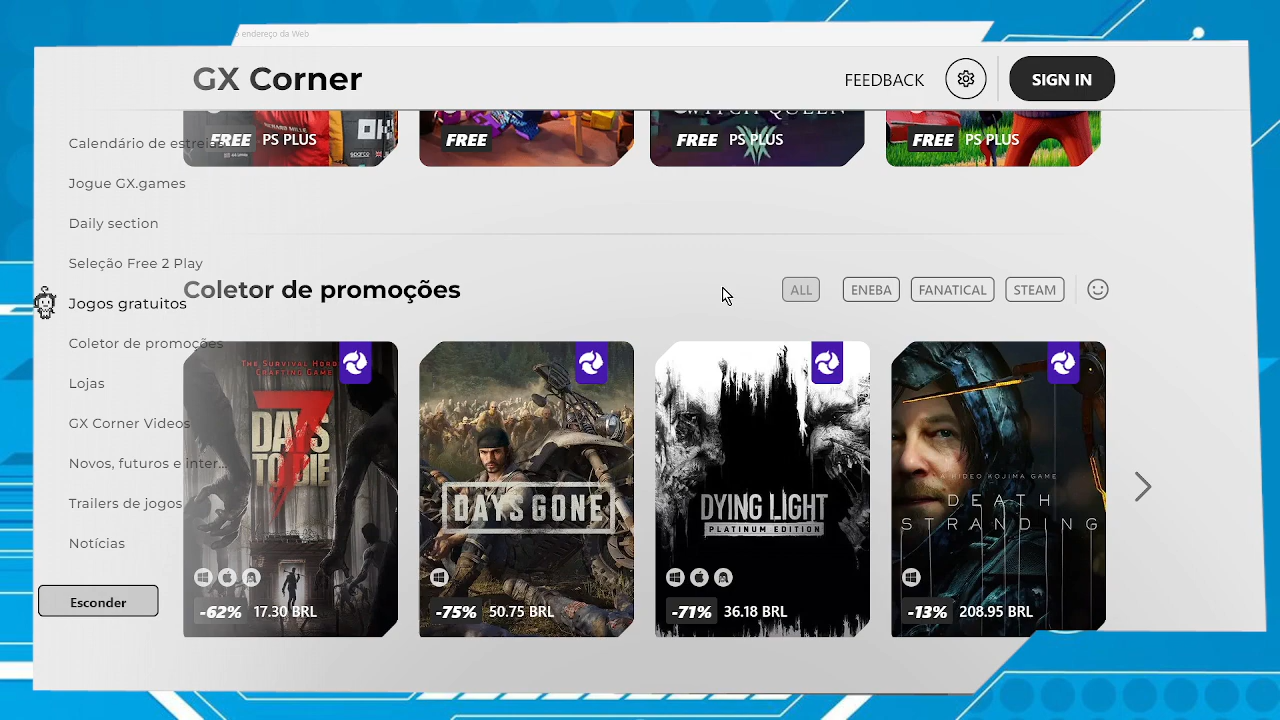 endereço da Web
GX Corner
FEEDBACK
SIGN IN
FREE PS PLUS
FREE
FREE PS PLUS
FREE PS PLUS
Calendário de estreias
Jogue GX.games
Daily section
Seleção Free 2 Play
Jogos gratuitos
Coletor de promoções
Lojas
GX Corner Videos
Novos, futuros e inter...
Trailers de jogos
Notícias
Esconder
Coletor de promoções
ALL
ENEBA
FANATICAL
STEAM
THE SURVIVAL HORD
CRAFTING GAME
7
DAYS
TO DIE
-62% 17.30 BRL
DAYS GONE
-75% 50.75 BRL
DYING LIGHT
PLATINUM EDITION
-71% 36.18 BRL
A HIDEO KOJIMA GAME
DEATH
STRANDING
-13% 208.95 BRL